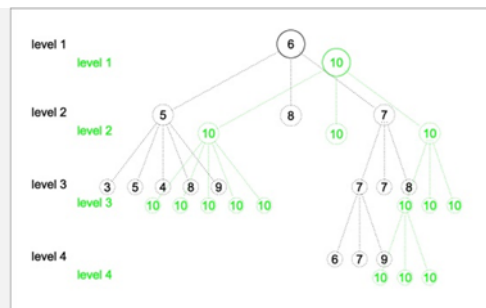 level 1 6
level 1 10
level 2 5 8 7
level 2 10 10 10
level 3 3 5 4 8 9 7 7 8
level 3 10 10 10 10 10 10 10 10
level 4 6 7 9
level 4 10 10 10